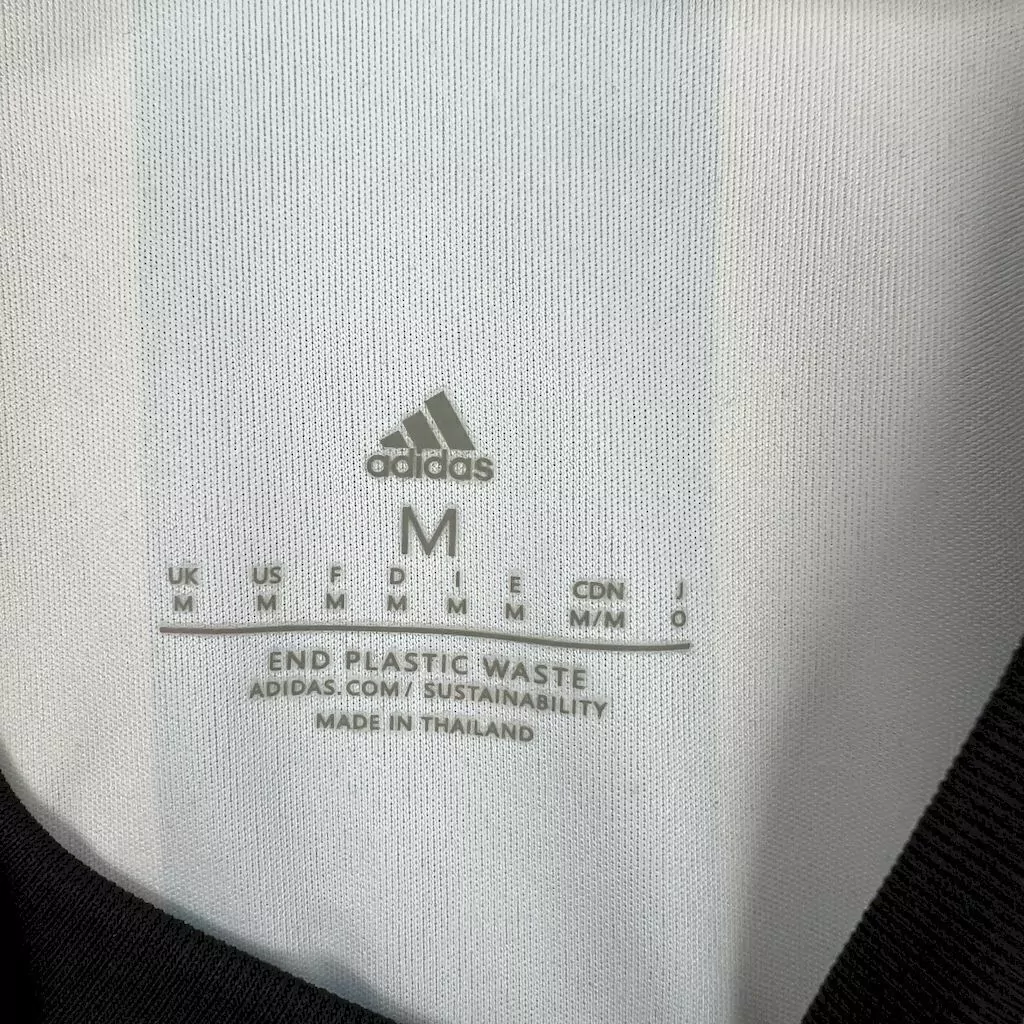 adidas
M
UK US F D I E CDN J
M M M M M M M/M O
END PLASTIC WASTE
ADIDAS.COM/ SUSTAINABILITY
MADE IN THAILAND